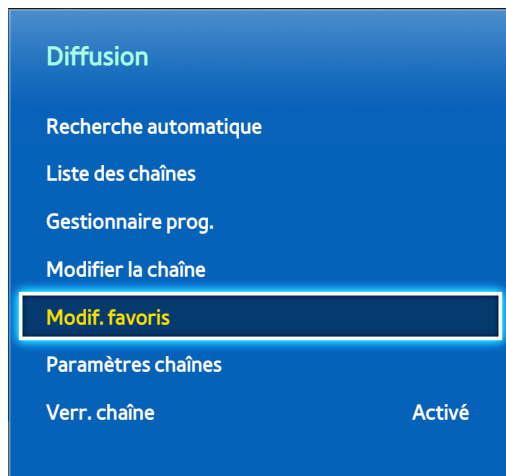 Diffusion
Recherche automatique
Liste des chaînes
Gestionnaire prog.
Modifier la chaîne
Modif. favoris
Paramètres chaînes
Verr. chaîne Activé